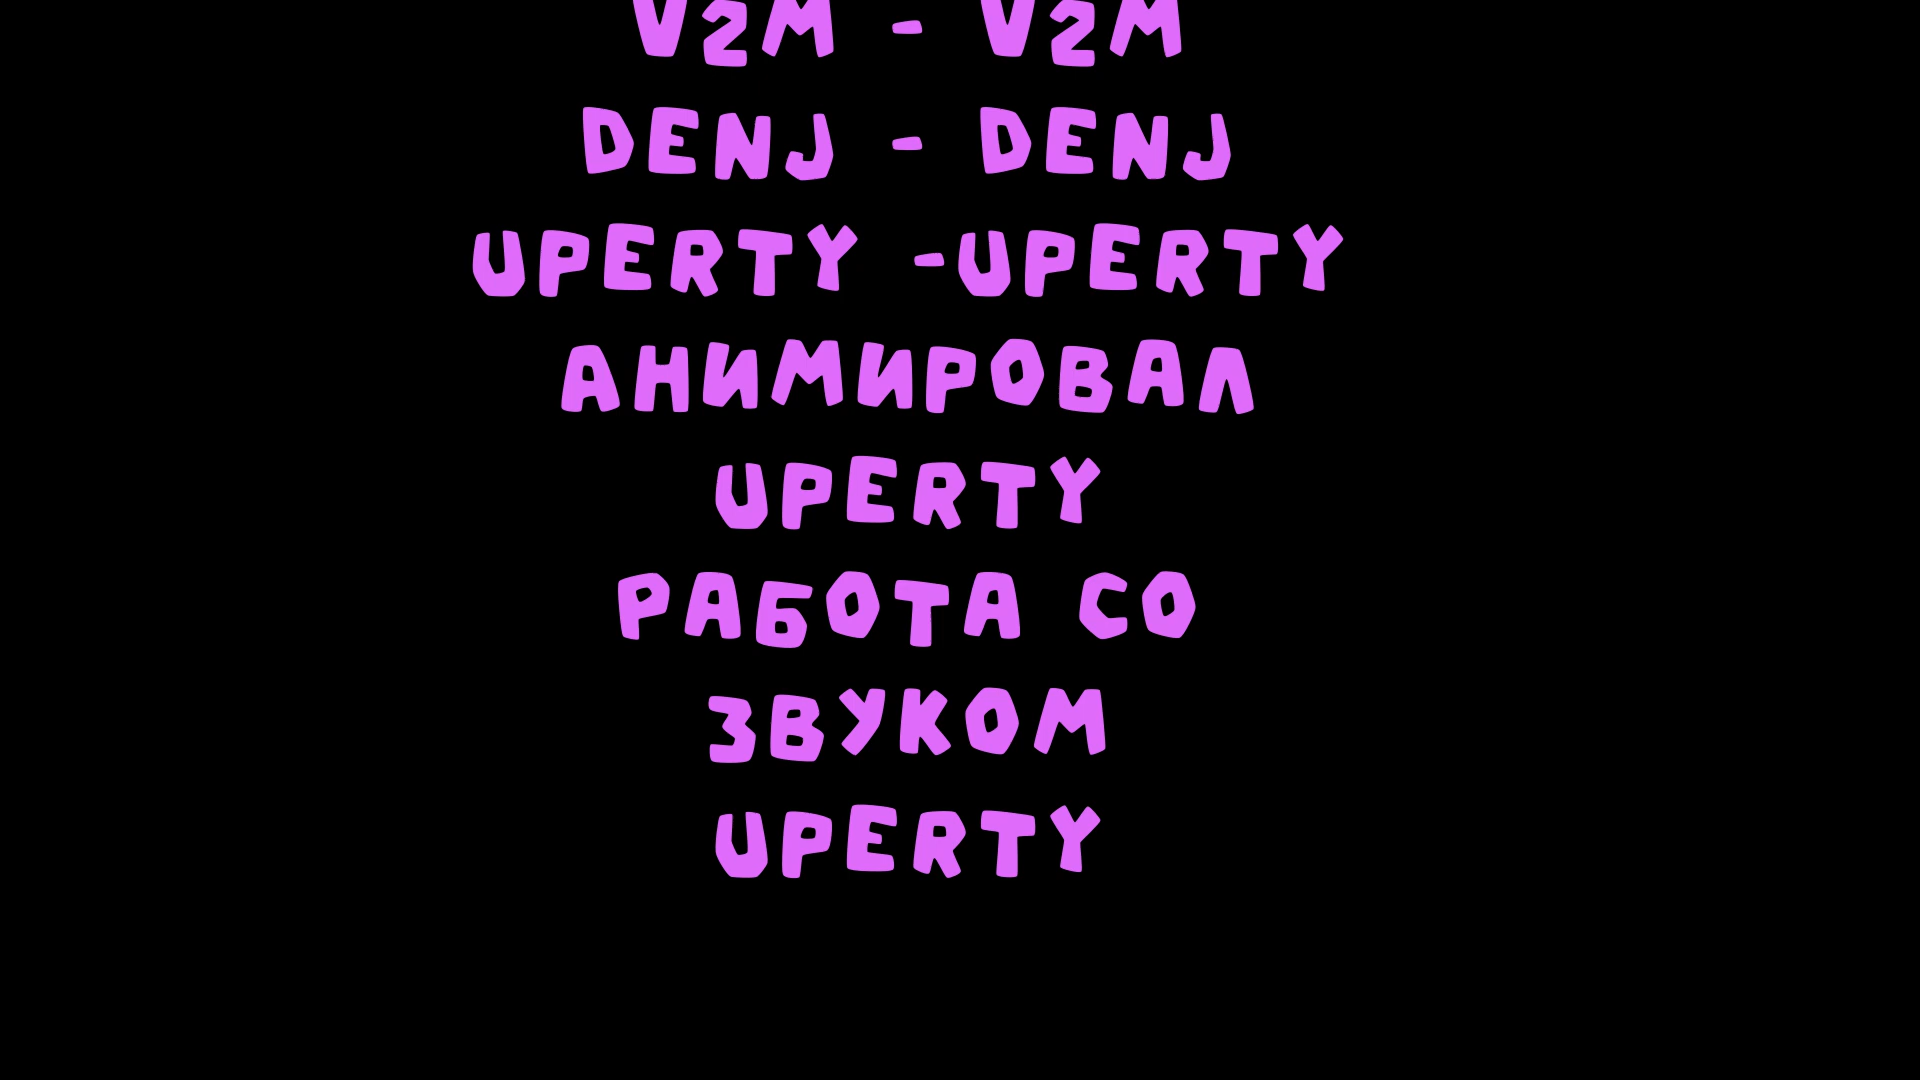 V2M - V2M
DENJ - DENJ
UPERTY -UPERTY
АНИМИРОВАЛ
UPERTY
РАБОТА СО
ЗВУКОМ
UPERTY